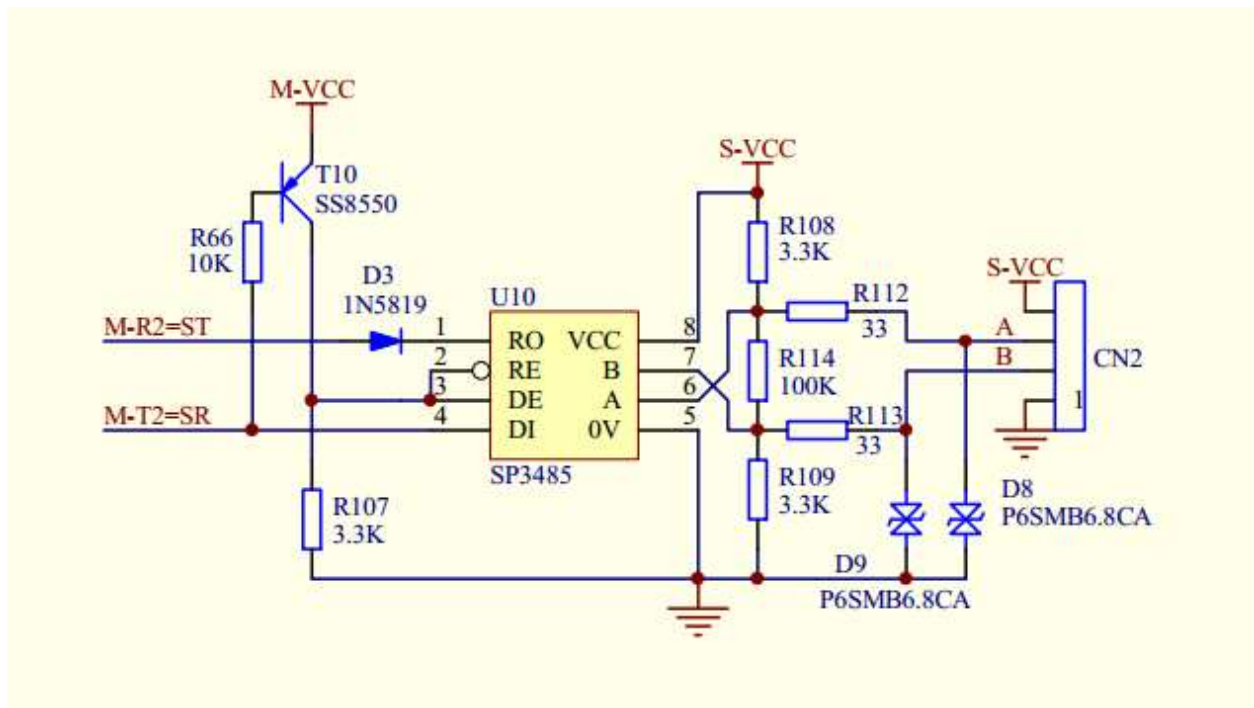 M-VCC
T10
SS8550
S-VCC
R66
10K
R108
3.3K
D3
1N5819
U10
S-VCC
R112
33
M-R2=ST
1
RO
VCC
8
A
2
RE
B
7
R114
100K
B
CN2
3
DE
A
6
M-T2=SR
4
DI
0V
5
R113
33
1
SP3485
R107
3.3K
R109
3.3K
D8
P6SMB6.8CA
D9
P6SMB6.8CA